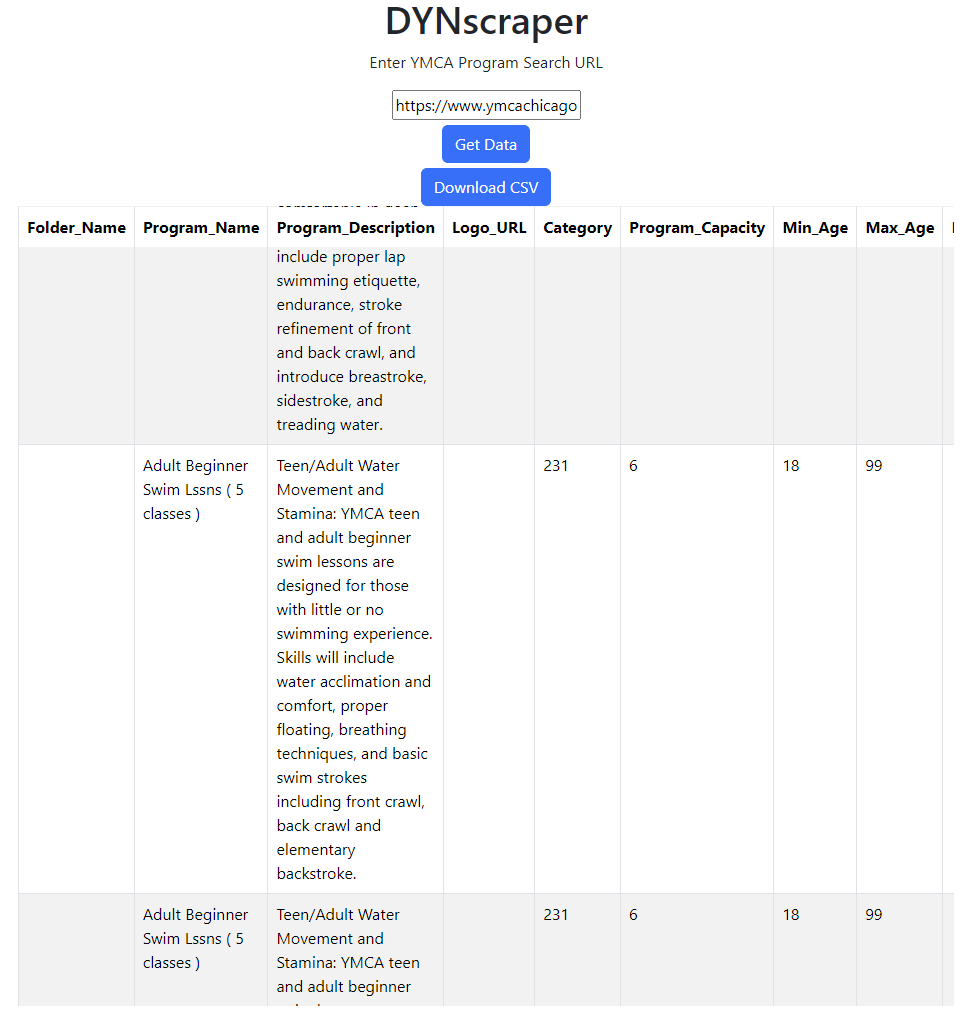 DYNscraper
Enter YMCA Program Search URL
https://www.ymcachicago
Get Data
Download CSV
Folder_Name Program_Name Program_Description Logo_URL Category Program_Capacity Min_Age Max_Age
include proper lap
swimming etiquette,
endurance, stroke
refinement of front
and back crawl, and
introduce breastroke,
sidestroke, and
treading water.
Adult Beginner
Swim Lssns ( 5
classes )
Teen/Adult Water
Movement and
Stamina: YMCA teen
and adult beginner
swim lessons are
designed for those
with little or no
swimming experience.
Skills will include
water acclimation and
comfort, proper
floating, breathing
techniques, and basic
swim strokes
including front crawl,
back crawl and
elementary
backstroke.
231
6
18
99
Adult Beginner
Swim Lssns ( 5
classes )
Teen/Adult Water
Movement and
Stamina: YMCA teen
and adult beginner
231
6
18
99